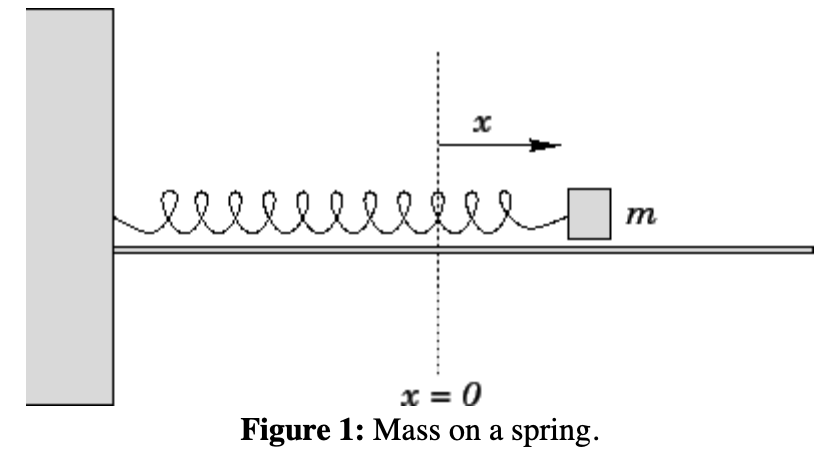 x
m
x = 0
Figure 1: Mass on a spring.